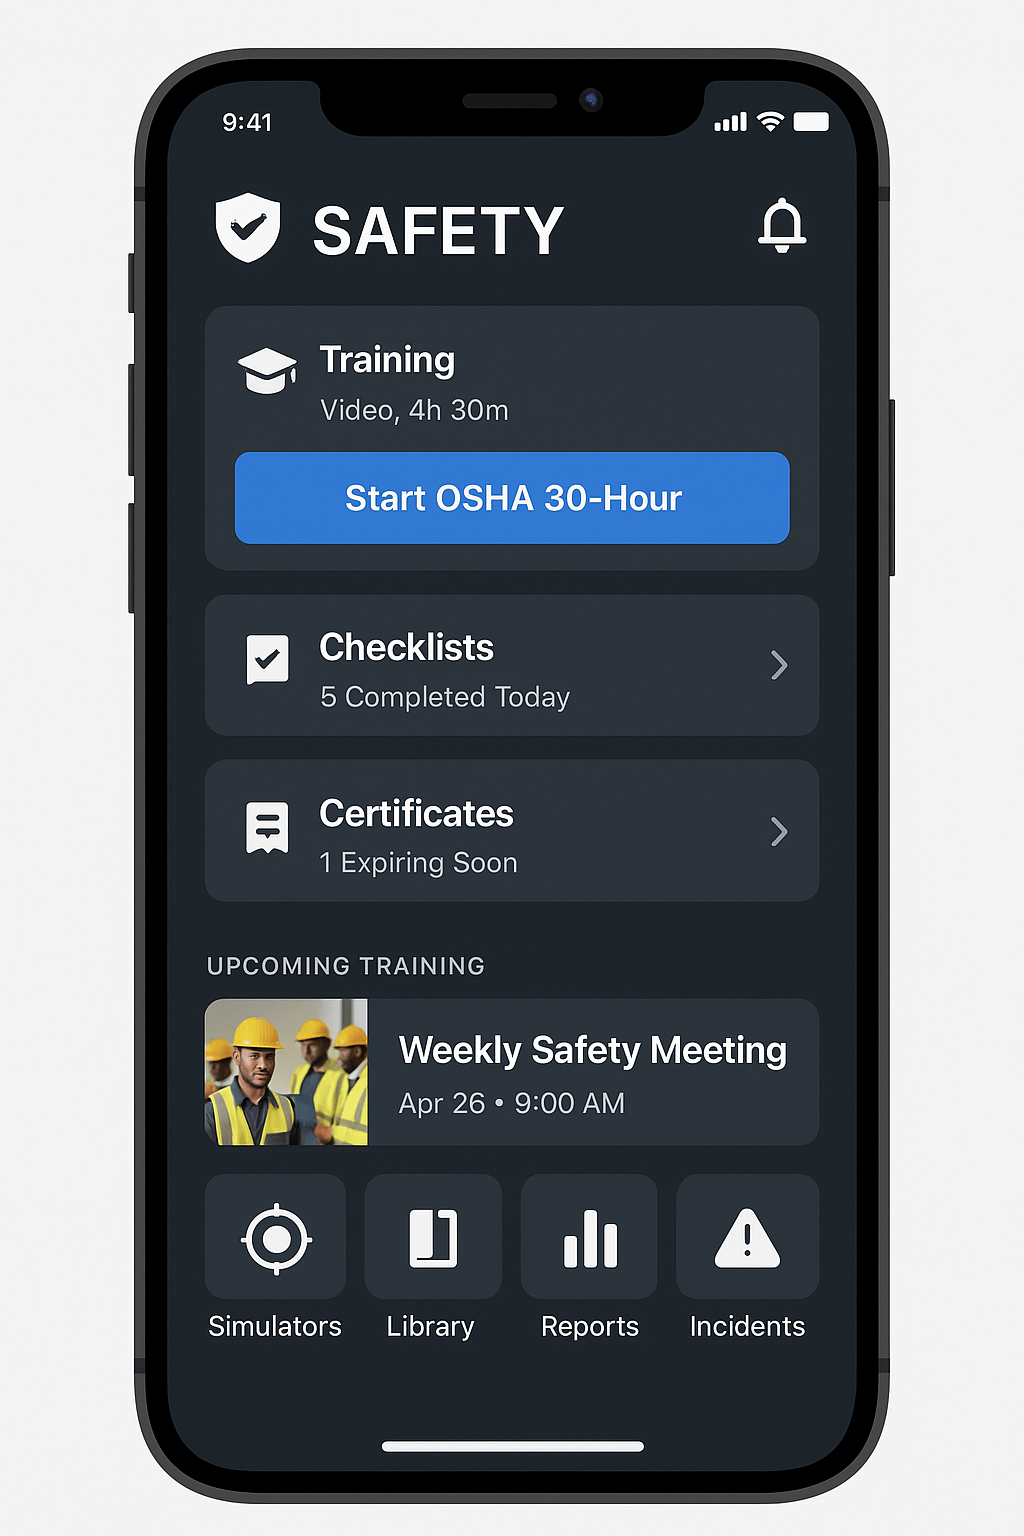 9:41
SAFETY
Training
Video, 4h 30m
Start OSHA 30-Hour
Checklists
5 Completed Today
Certificates
1 Expiring Soon
UPCOMING TRAINING
Weekly Safety Meeting
Apr 26 • 9:00 AM
Simulators
Library
Reports
Incidents